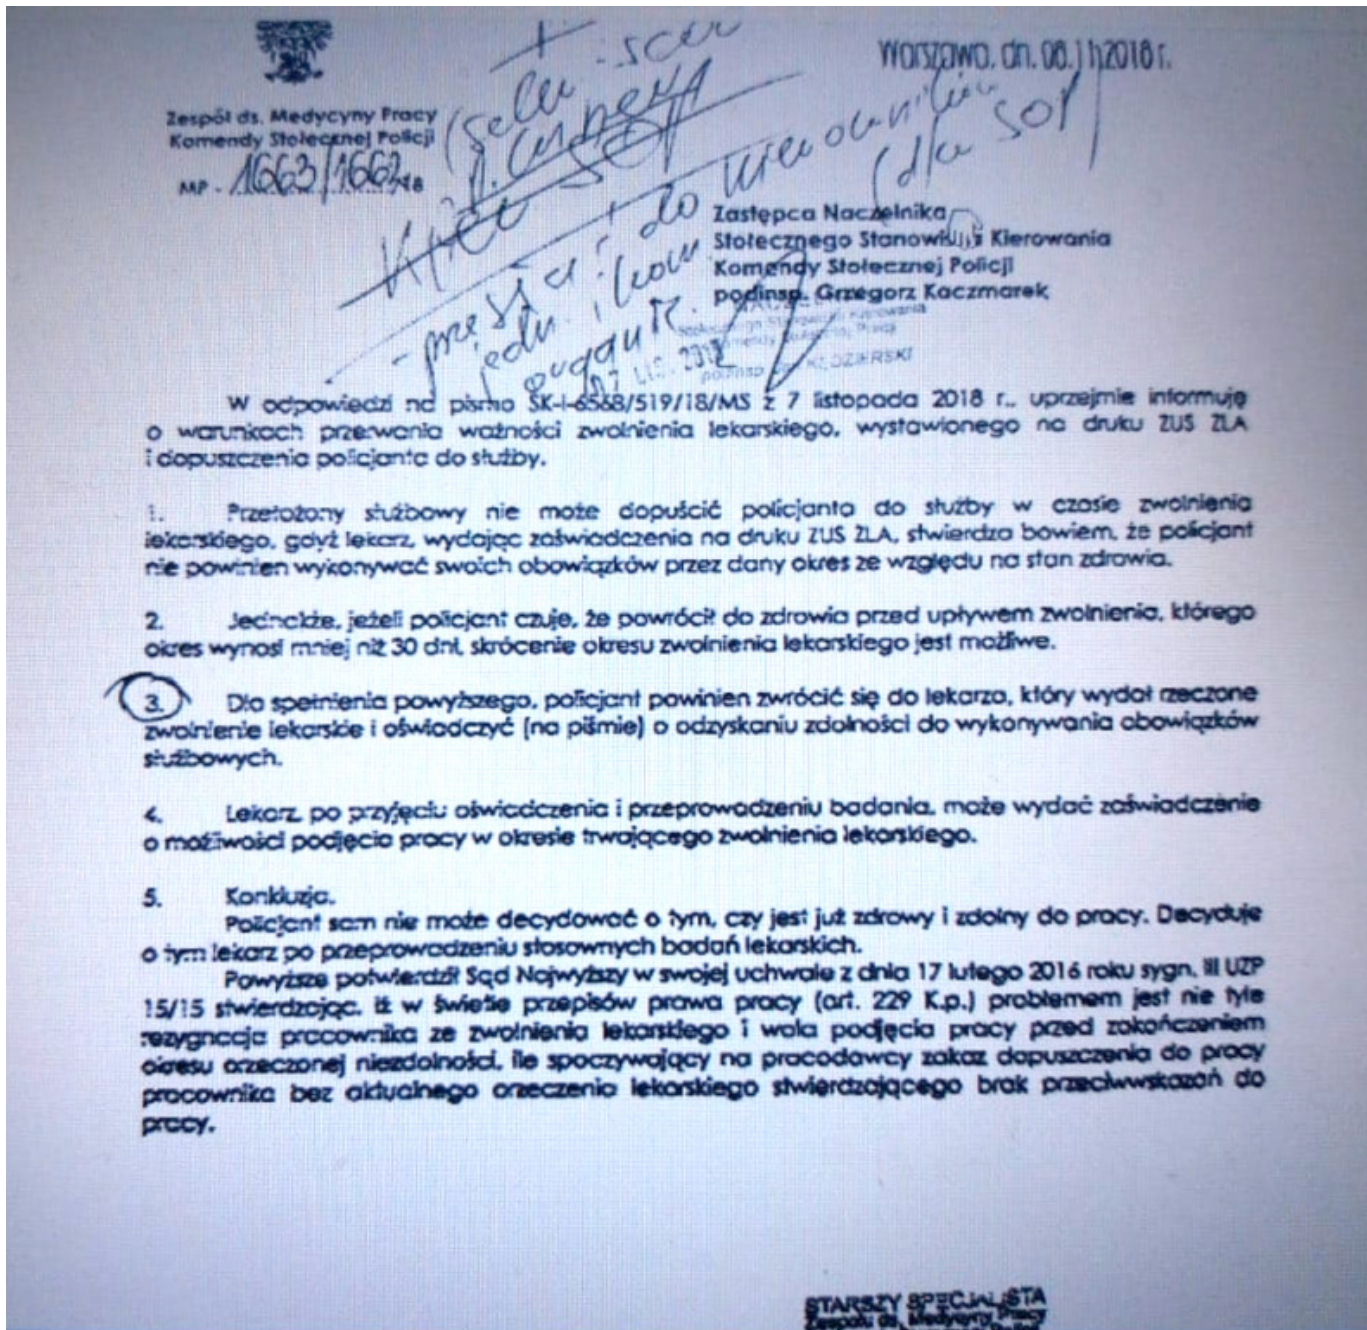 Warszawa, dn. 08.11.2018 r.
Zespół ds. Medycyny Pracy
Komendy Stołecznej Policji
MP - 1663/1662 18
do
(dla SOP)
Zastępca Naczelnika
Stołecznego Stanowiska Kierowania
Komendy Stołecznej Policji
podinsp. Grzegorz Kaczmarek
W odpowiedzi na pismo SK-I-6568/519/18/MS z 7 listopada 2018 r., uprzejmie informuję
o warunkach przerwania ważności zwolnienia lekarskiego, wystawionego na druku ZUS ZLA
i dopuszczenia policjanta do służby.
1. Przełożony służbowy nie może dopuścić policjanta do służby w czasie zwolnienia
lekarskiego, gdyż lekarz, wydając zaświadczenia na druku ZUS ZLA, stwierdza bowiem, że policjant
nie powinien wykonywać swoich obowiązków przez dany okres ze względu na stan zdrowia.
2. Jednakże, jeżeli policjant czuje, że powrócił do zdrowia przed upływem zwolnienia, którego
okres wynosi mniej niż 30 dni, skrócenie okresu zwolnienia lekarskiego jest możliwe.
3. Dla spełnienia powyższego, policjant powinien zwrócić się do lekarza, który wydał rzeczone
zwolnienie lekarskie i oświadczyć (na piśmie) o odzyskaniu zdolności do wykonywania obowiązków
służbowych.
4. Lekarz, po przyjęciu oświadczenia i przeprowadzeniu badania, może wydać zaświadczenie
o możliwości podjęcia pracy w okresie trwającego zwolnienia lekarskiego.
5. Konkluzja.
Policjant sam nie może decydować o tym, czy jest już zdrowy i zdolny do pracy. Decyduje
o tym lekarz po przeprowadzeniu stosownych badań lekarskich.
Powyższe potwierdził Sąd Najwyższy w swojej uchwale z dnia 17 lutego 2016 roku sygn. III UZP
15/15 stwierdzając, iż w świetle przepisów prawa pracy (art. 229 K.p.) problemem jest nie tyle
rezygnacja pracownika ze zwolnienia lekarskiego i wola podjęcia pracy przed zakończeniem
okresu orzeczonej niezdolności, ile spoczywający na pracodawcy zakaz dopuszczenia do pracy
pracownika bez aktualnego orzeczenia lekarskiego stwierdzającego brak przeciwwskazań do
pracy.
STARSZY SPECJALISTA
Zespołu ds. Medycyny Pracy